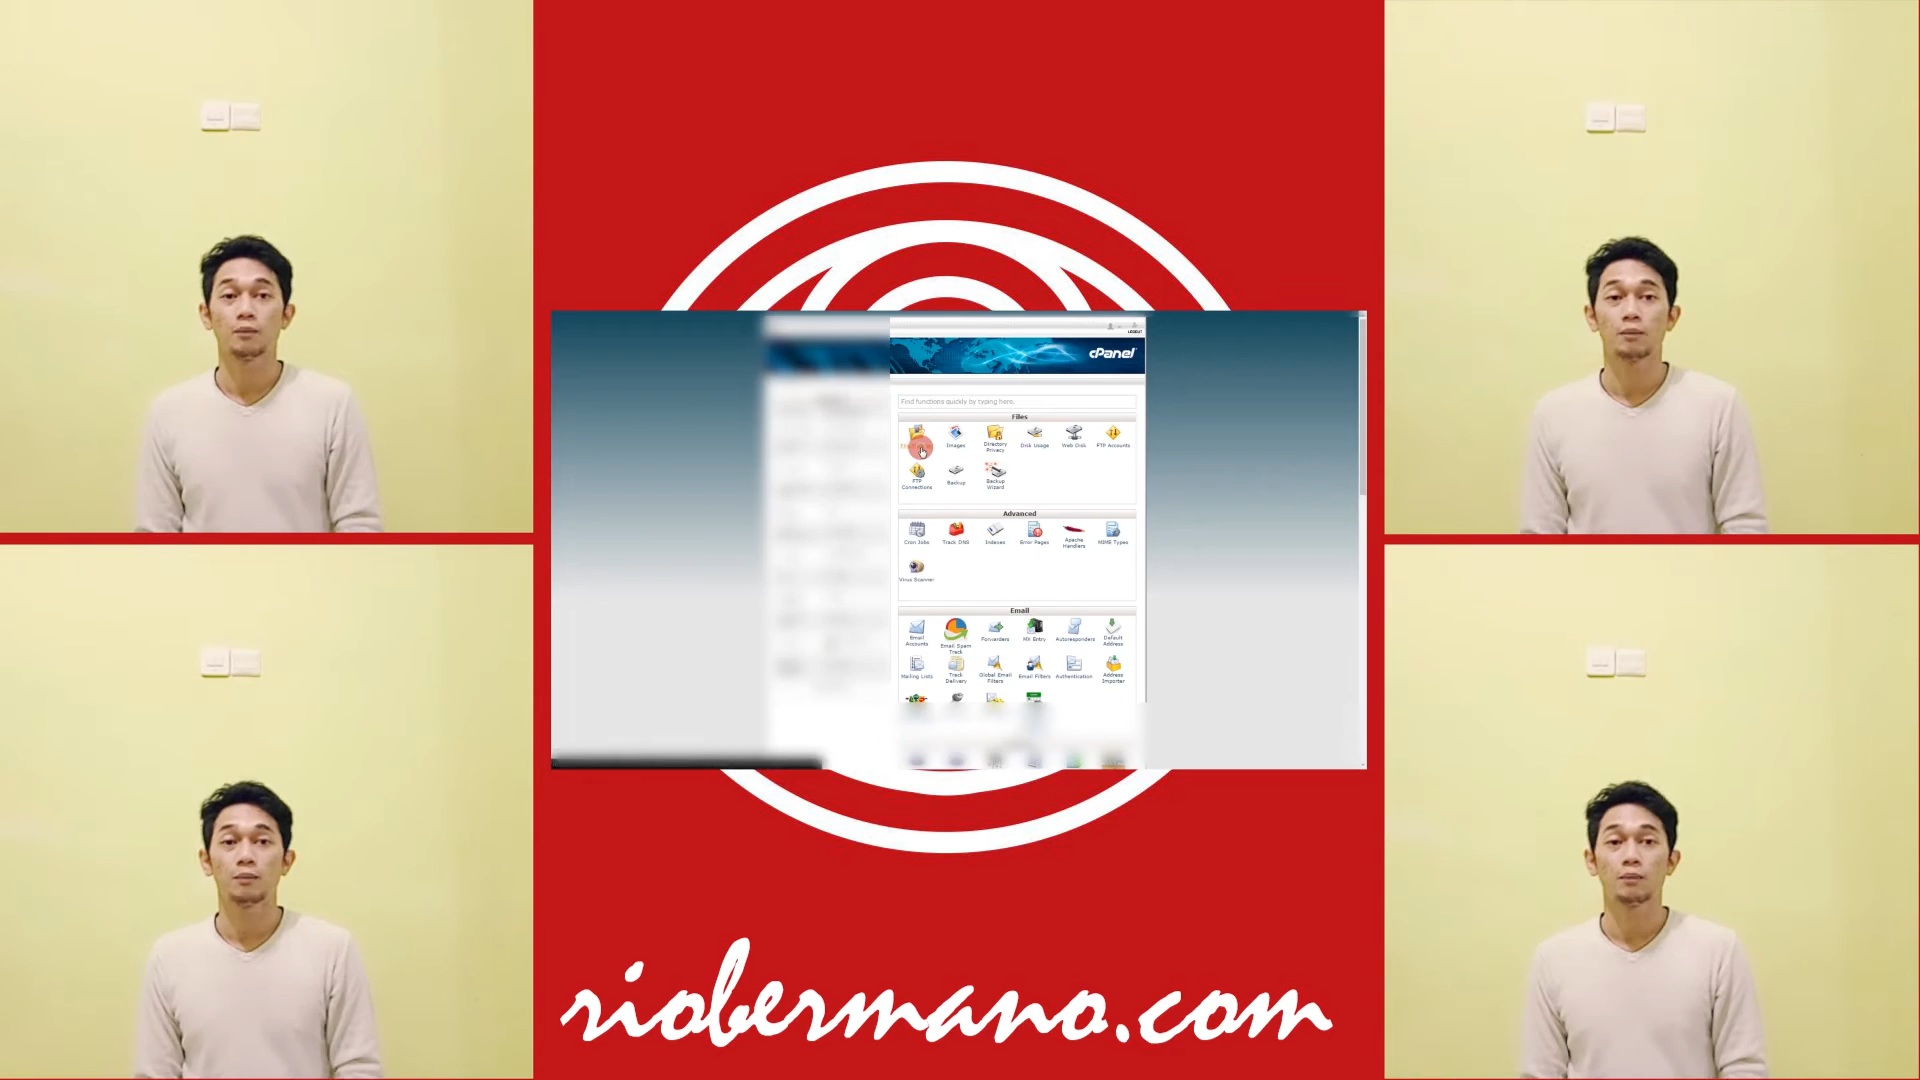 LOGOUT
cPanel
Find functions quickly by typing here.
Files
Images
Directory
Privacy
Disk Usage
Web Disk
FTP Accounts
FTP
Connections
Backup
Backup
Wizard
Advanced
Cron Jobs
Track DNS
Indexes
Error Pages
Apache
Handlers
MIME Types
Virus Scanner
Email
Email
Accounts
Email Spam
Track
Forwarders
MX Entry
Autoresponders
Default
Address
Mailing Lists
Track
Delivery
Global Email
Filters
Email Filters
Authentication
Address
Importer
riobermano.com